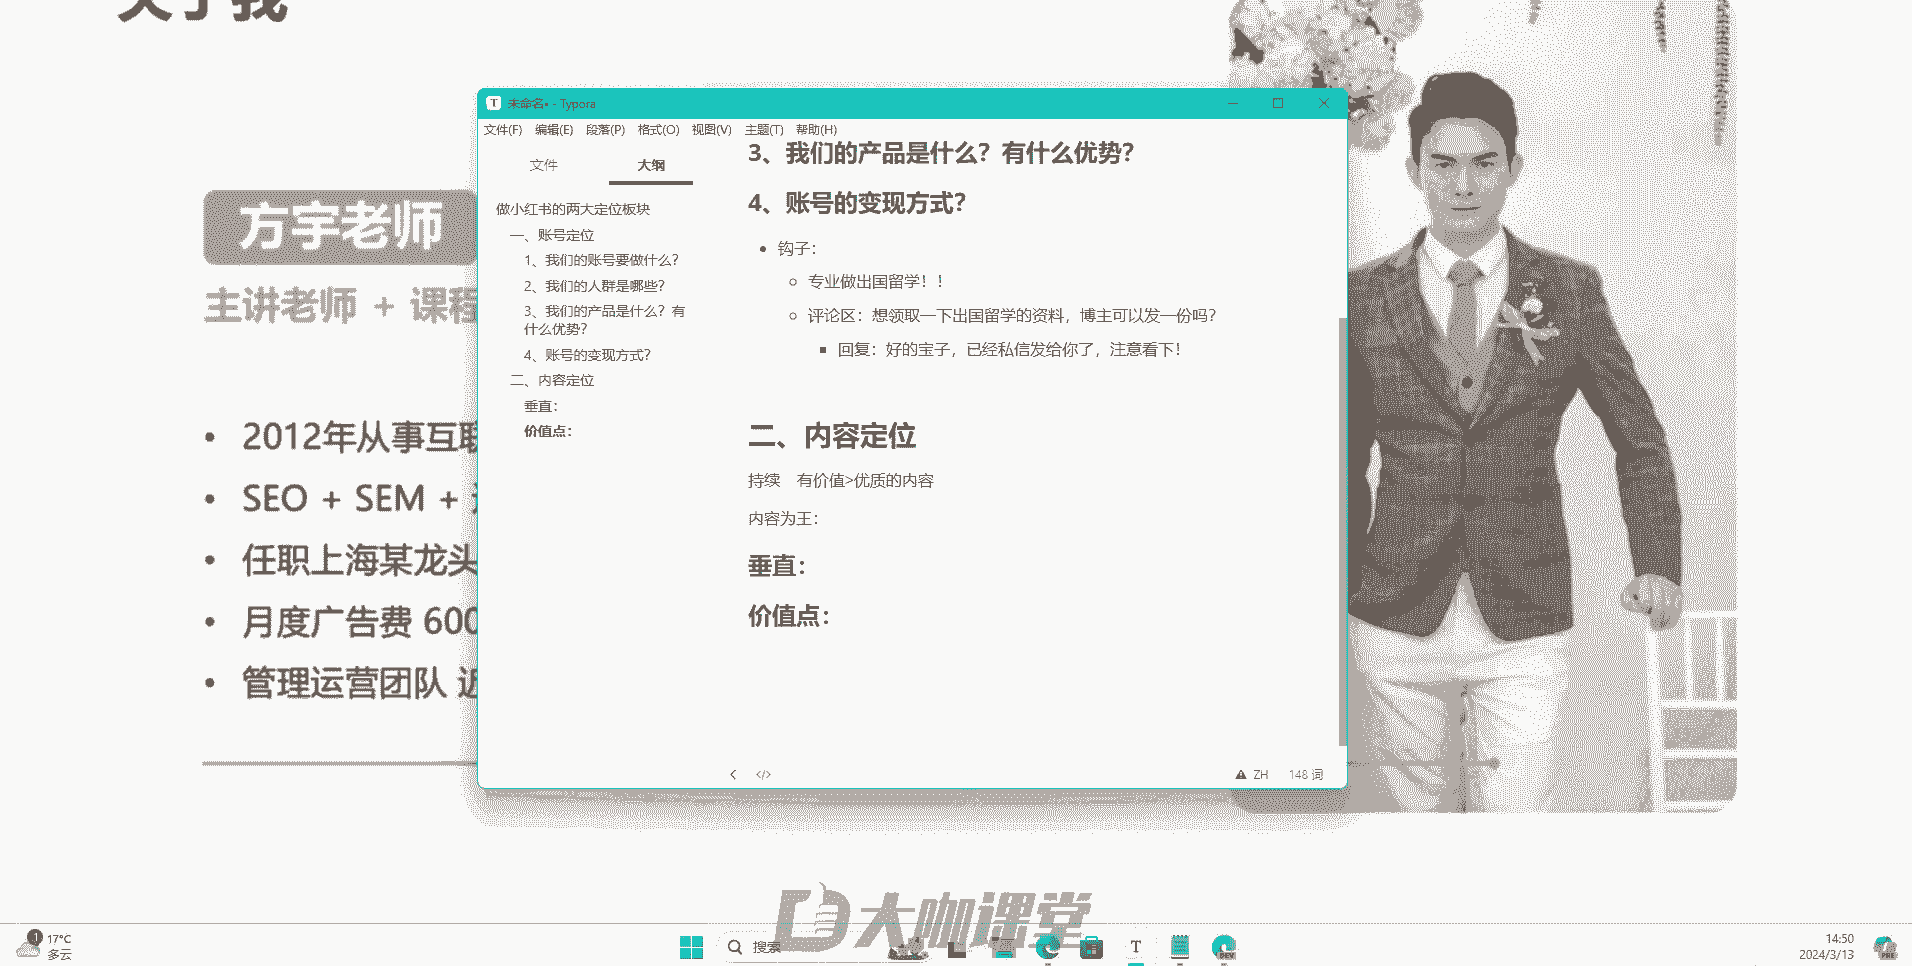 关于我
方宇老师
主讲老师 + 课程
• 2012年从事互联
• SEO + SEM +
• 任职上海某龙头
• 月度广告费 600
• 管理运营团队 近
T 未命名• - Typora
文件(F) 编辑(E) 段落(P) 格式(O) 视图(V) 主题(T) 帮助(H)
文件 大纲
做小红书的两大定位板块
一、账号定位
1、我们的账号要做什么?
2、我们的人群是哪些?
3、我们的产品是什么?有
什么优势?
4、账号的变现方式?
二、内容定位
垂直:
价值点:
3、我们的产品是什么?有什么优势?
4、账号的变现方式?
• 钩子:
专业做出国留学!!
评论区:想领取一下出国留学的资料,博主可以发一份吗?
回复:好的宝子,已经私信发给你了,注意看下!
二、内容定位
持续 有价值>优质的内容
内容为王:
垂直:
价值点:
</> ZH 148 词
大咖课堂
1 17°C
多云
搜索
T
DEV
14:50
2024/3/13
PRE